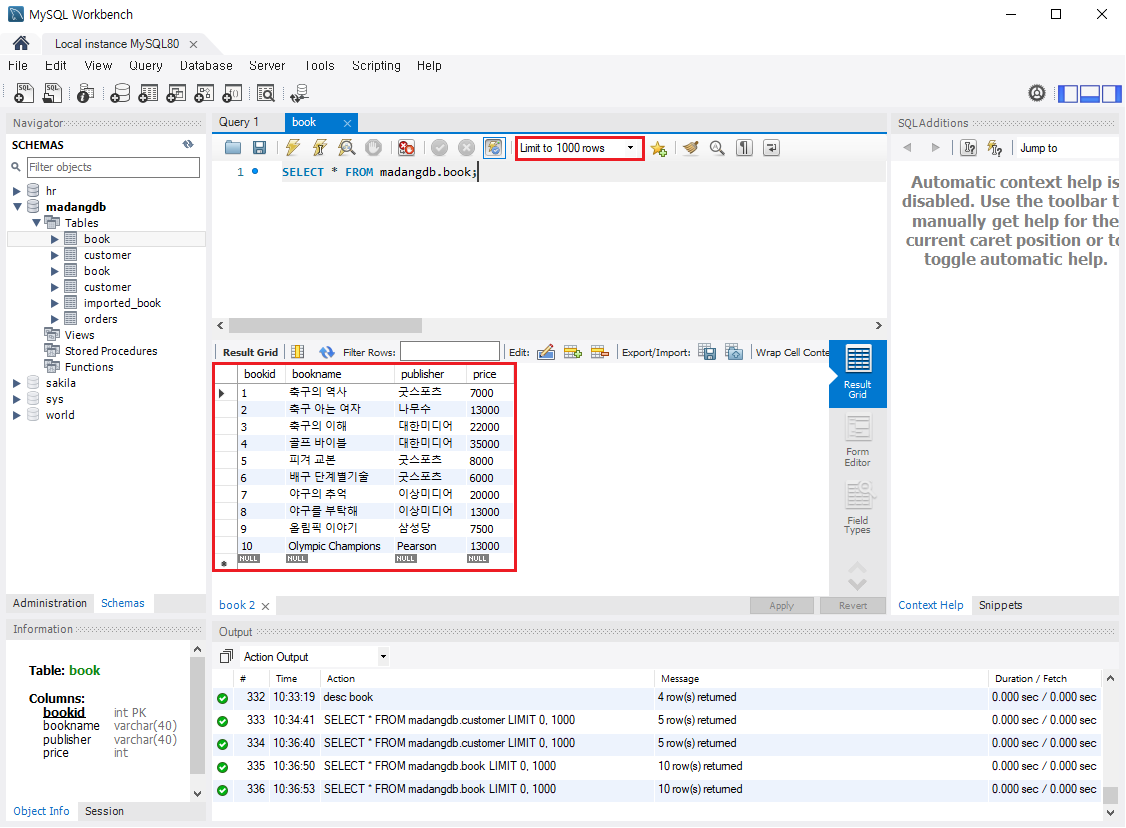 MySQL Workbench
Local instance MySQL80
File Edit View Query Database Server Tools Scripting Help
Navigator
SCHEMAS
Filter objects
hr
madangdb
Tables
book
customer
book
customer
imported_book
orders
Views
Stored Procedures
Functions
sakila
sys
world
Administration Schemas
Information
Table: book
Columns:
bookid int PK
bookname varchar(40)
publisher varchar(40)
price int
Object Info Session
Query 1 book
Limit to 1000 rows
1 SELECT * FROM madangdb.book;
Result Grid Filter Rows: Edit: Export/Import: Wrap Cell Conte
bookid bookname publisher price
1 축구의 역사 굿스포츠 7000
2 축구 아는 여자 나무수 13000
3 축구의 이해 대한미디어 22000
4 골프 바이블 대한미디어 35000
5 피겨 교본 굿스포츠 8000
6 배구 단계별기술 굿스포츠 6000
7 야구의 추억 이상미디어 20000
8 야구를 부탁해 이상미디어 13000
9 올림픽 이야기 삼성당 7500
10 Olympic Champions Pearson 13000
NULL NULL NULL NULL
Result
Grid
Form
Editor
Field
Types
book 2 Apply Revert
SQLAdditions
Jump to
Automatic context help is
disabled. Use the toolbar t
manually get help for the
current caret position or to
toggle automatic help.
Context Help Snippets
Output
Action Output
# Time Action Message Duration / Fetch
332 10:33:19 desc book 4 row(s) returned 0.000 sec / 0.000 sec
333 10:34:41 SELECT * FROM madangdb.customer LIMIT 0, 1000 5 row(s) returned 0.000 sec / 0.000 sec
334 10:36:40 SELECT * FROM madangdb.customer LIMIT 0, 1000 5 row(s) returned 0.000 sec / 0.000 sec
335 10:36:50 SELECT * FROM madangdb.book LIMIT 0, 1000 10 row(s) returned 0.000 sec / 0.000 sec
336 10:36:53 SELECT * FROM madangdb.book LIMIT 0, 1000 10 row(s) returned 0.000 sec / 0.000 sec